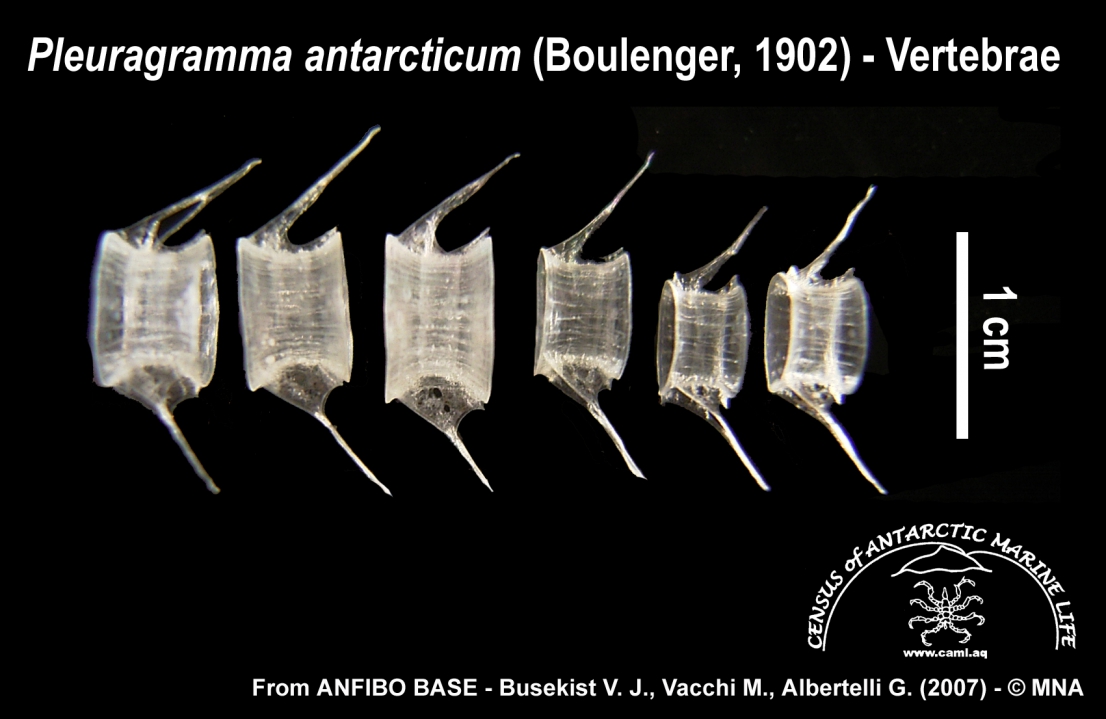 Pleuragramma antarcticum (Boulenger, 1902) - Vertebrae
1 cm
CENSUS of ANTARCTIC MARINE LIFE
www.caml.aq
From ANFIBO BASE - Busekist V. J., Vacchi M., Albertelli G. (2007) - © MNA